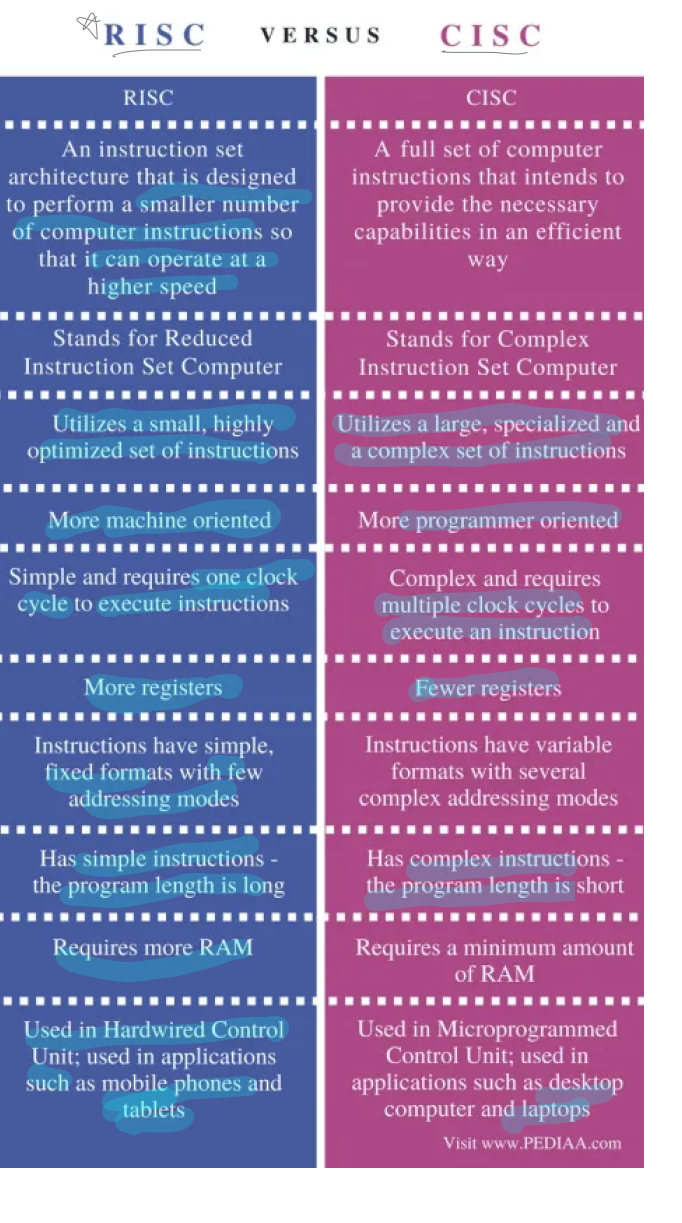 RISC VERSUS CISC
RISC
CISC
An instruction set
architecture that is designed
to perform a smaller number
of computer instructions so
that it can operate at a
higher speed
A full set of computer
instructions that intends to
provide the necessary
capabilities in an efficient
way
Stands for Reduced
Instruction Set Computer
Stands for Complex
Instruction Set Computer
Utilizes a small, highly
optimized set of instructions
Utilizes a large, specialized and
a complex set of instructions
More machine oriented
More programmer oriented
Simple and requires one clock
cycle to execute instructions
Complex and requires
multiple clock cycles to
execute an instruction
More registers
Fewer registers
Instructions have simple,
fixed formats with few
addressing modes
Instructions have variable
formats with several
complex addressing modes
Has simple instructions -
the program length is long
Has complex instructions -
the program length is short
Requires more RAM
Requires a minimum amount
of RAM
Used in Hardwired Control
Unit; used in applications
such as mobile phones and
tablets
Used in Microprogrammed
Control Unit; used in
applications such as desktop
computer and laptops
Visit www.PEDIAA.com